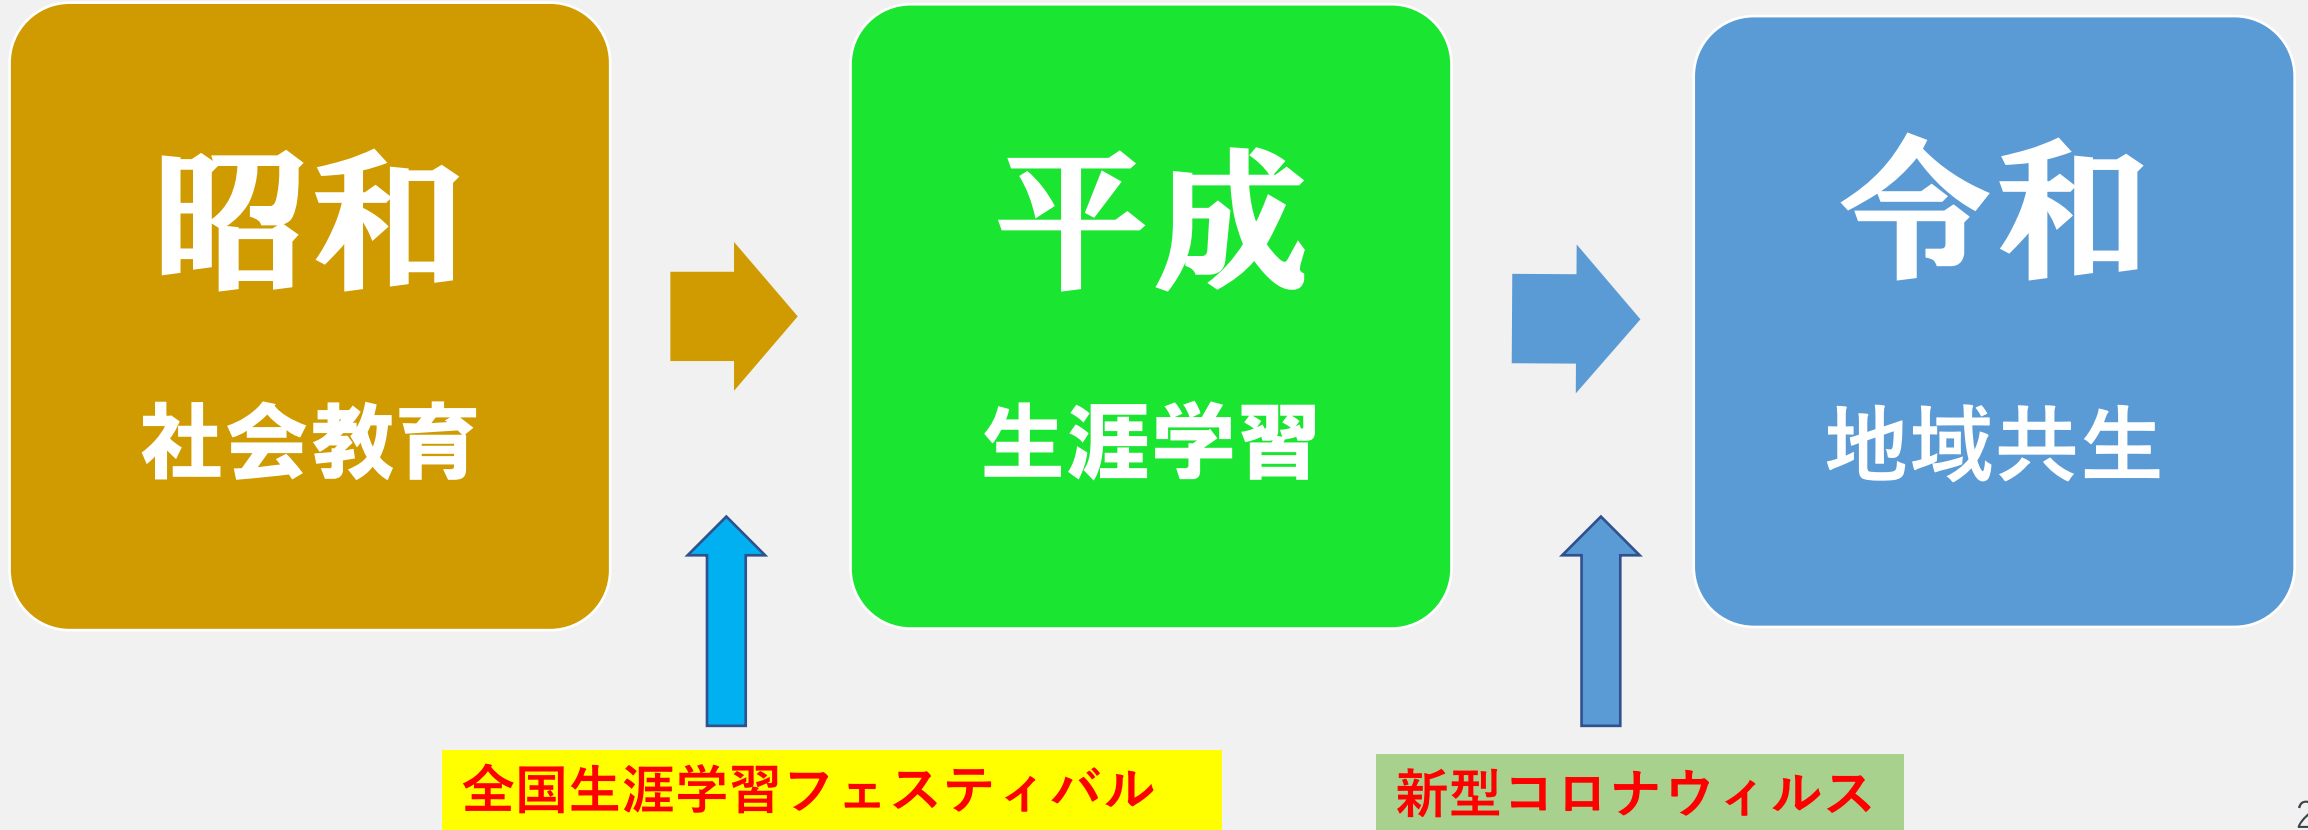 昭和
社会教育
平成
生涯学習
令和
地域共生
全国生涯学習フェスティバル
新型コロナウィルス
2